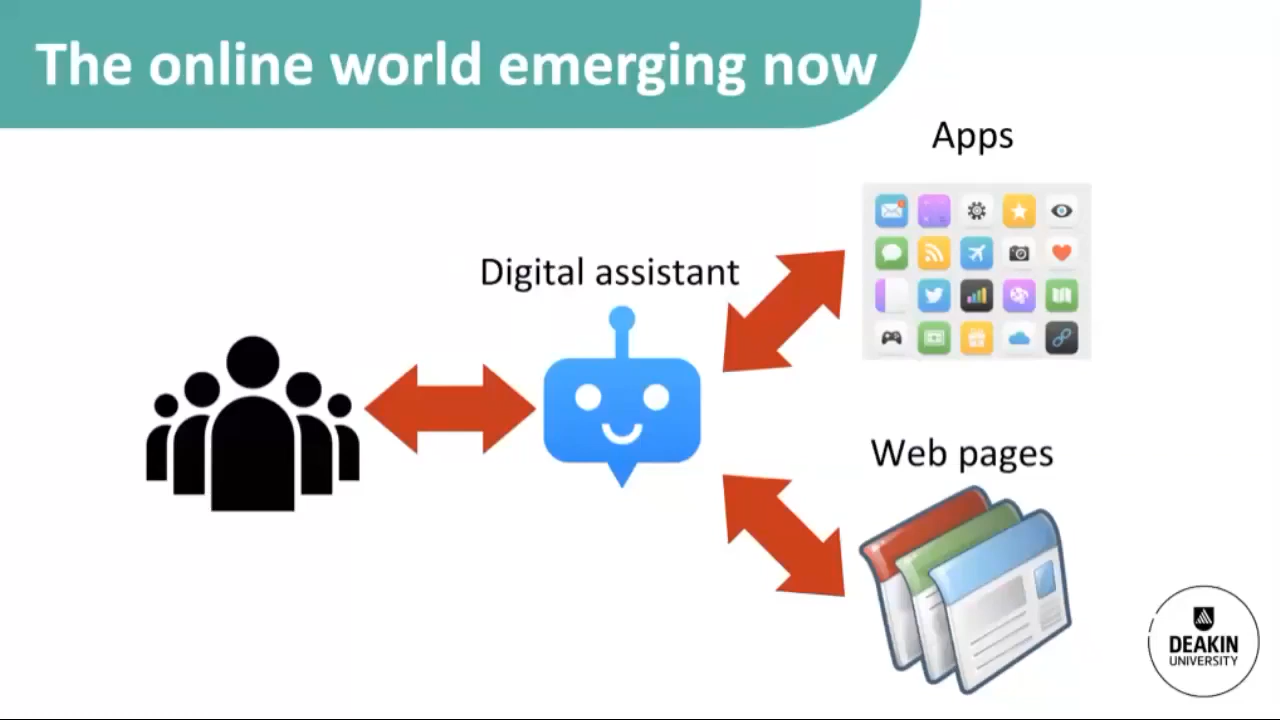 The online world emerging now
Apps
Digital assistant
Web pages
DEAKIN
UNIVERSITY